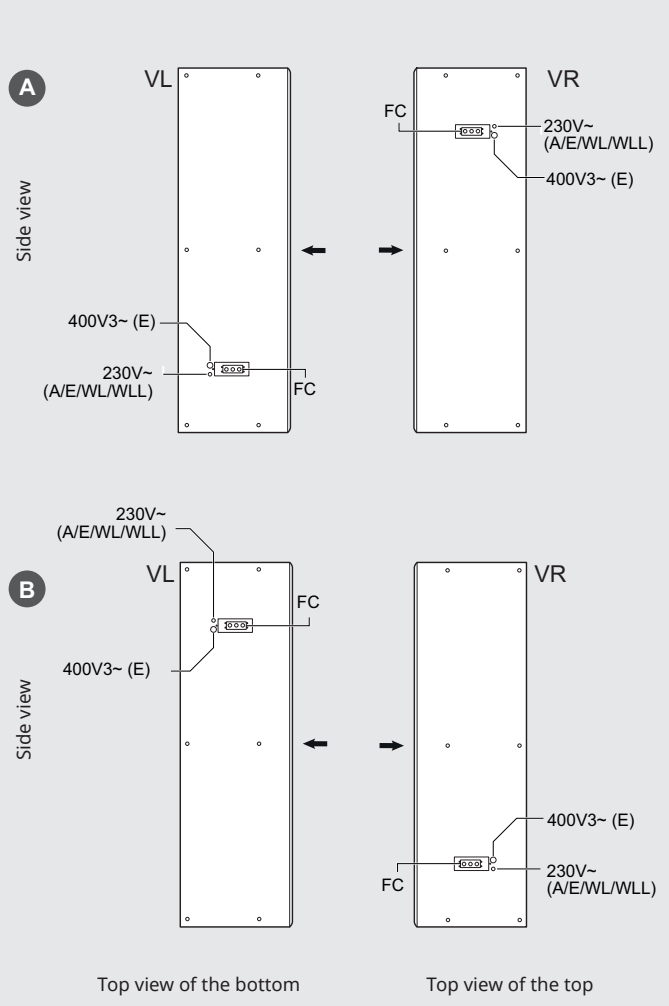 A
Side view
VL
400V3~ (E)
230V~
(A/E/WL/WLL)
FC
VR
FC
230V~
(A/E/WL/WLL)
400V3~ (E)
B
Side view
230V~
(A/E/WL/WLL)
VL
FC
400V3~ (E)
VR
400V3~ (E)
FC
230V~
(A/E/WL/WLL)
Top view of the bottom
Top view of the top